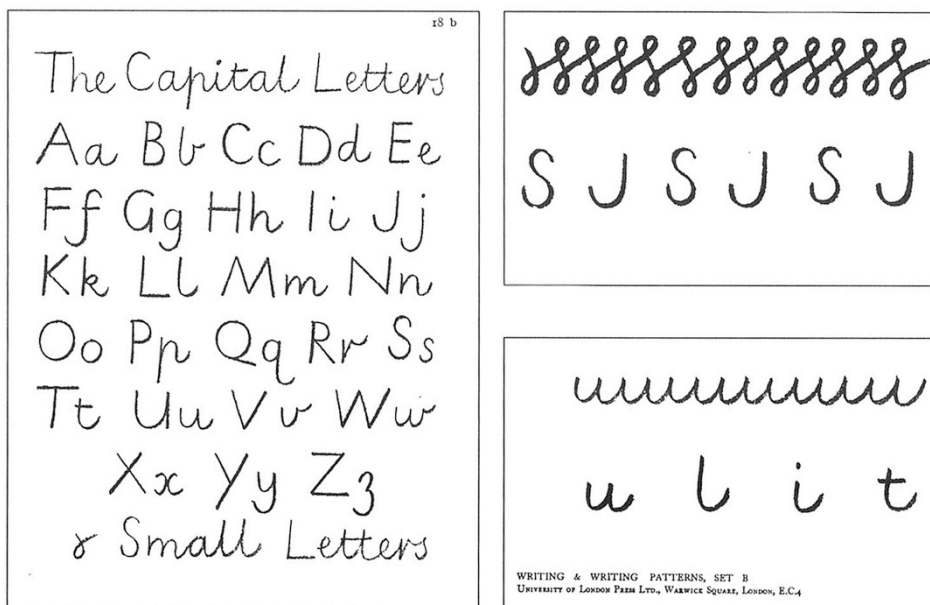 18 b
The Capital Letters
Aa Bb Cc Dd Ee
Ff Gg Hh Ii Jj
Kk Ll Mm Nn
Oo Pp Qq Rr Ss
Tt Uu Vv Ww
Xx Yy Zz
& Small Letters
S J S J S J
u l i t
WRITING & WRITING PATTERNS, SET B
UNIVERSITY OF LONDON PRESS LTD., WARWICK SQUARE, LONDON, E.C.4